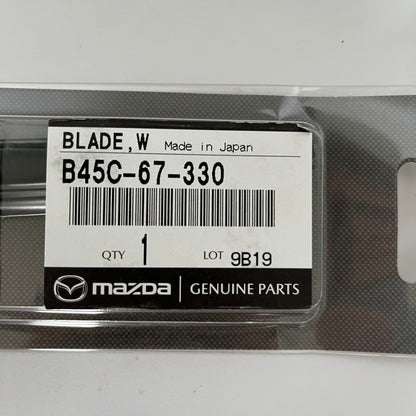 BLADE,W Made in Japan
B45C-67-330
QTY 1 LOT 9B19
mazda GENUINE PARTS